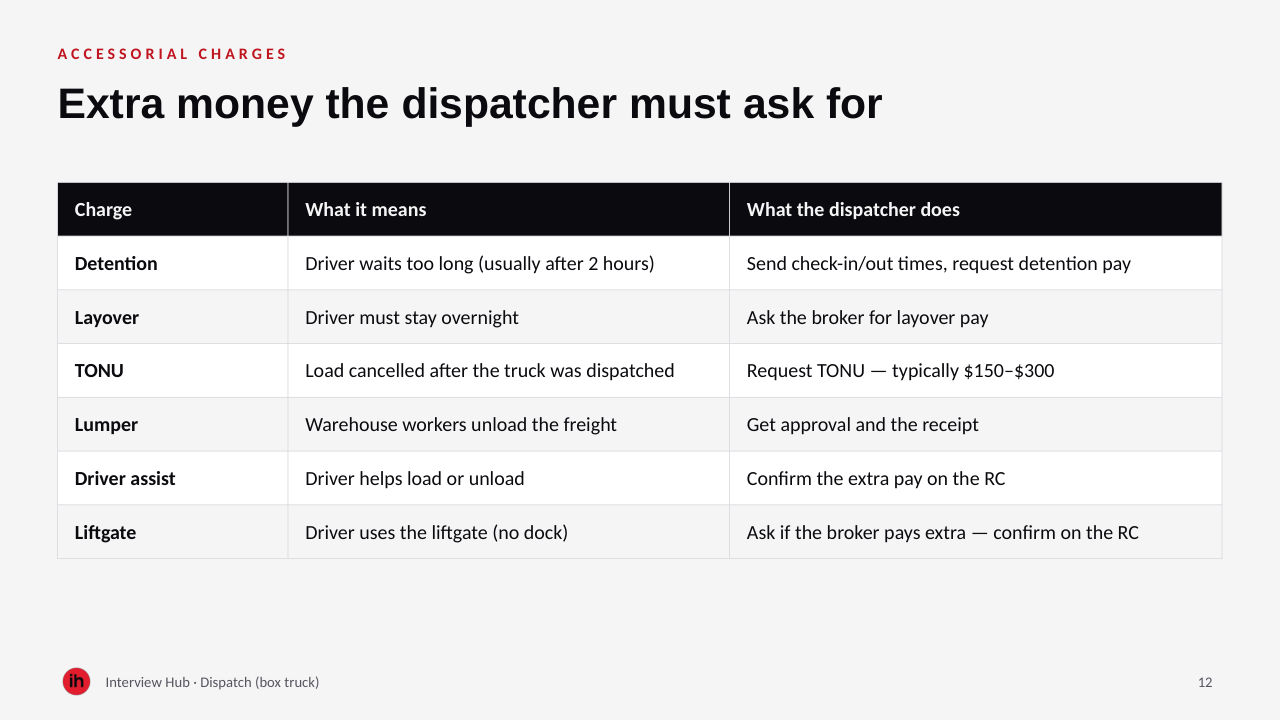 ACCESSORIAL CHARGES
Extra money the dispatcher must ask for
Charge What it means What the dispatcher does
Detention Driver waits too long (usually after 2 hours) Send check-in/out times, request detention pay
Layover Driver must stay overnight Ask the broker for layover pay
TONU Load cancelled after the truck was dispatched Request TONU — typically $150–$300
Lumper Warehouse workers unload the freight Get approval and the receipt
Driver assist Driver helps load or unload Confirm the extra pay on the RC
Liftgate Driver uses the liftgate (no dock) Ask if the broker pays extra — confirm on the RC
ih Interview Hub · Dispatch (box truck) 12